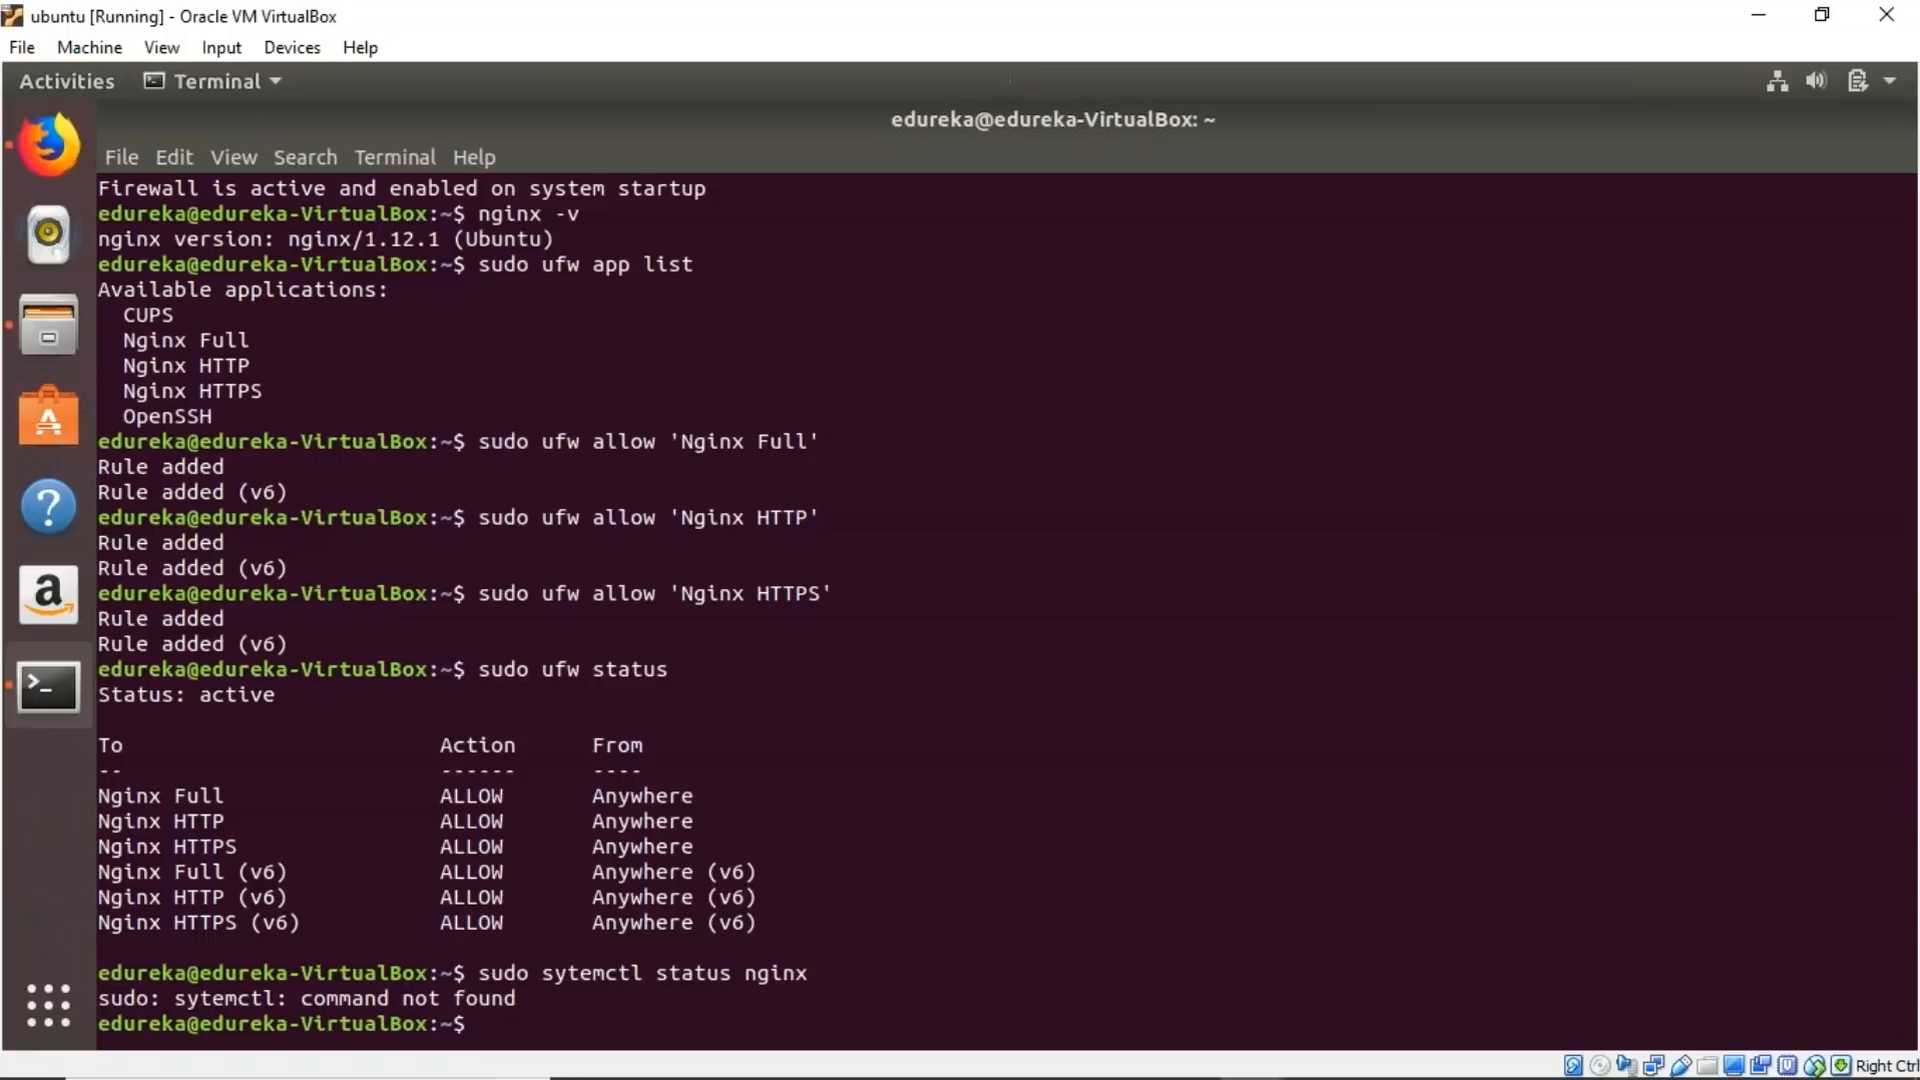 ubuntu [Running] - Oracle VM VirtualBox
File Machine View Input Devices Help
Activities Terminal
edureka@edureka-VirtualBox: ~
File Edit View Search Terminal Help
Firewall is active and enabled on system startup
edureka@edureka-VirtualBox:~$ nginx -v
nginx version: nginx/1.12.1 (Ubuntu)
edureka@edureka-VirtualBox:~$ sudo ufw app list
Available applications:
  CUPS
  Nginx Full
  Nginx HTTP
  Nginx HTTPS
  OpenSSH
edureka@edureka-VirtualBox:~$ sudo ufw allow 'Nginx Full'
Rule added
Rule added (v6)
edureka@edureka-VirtualBox:~$ sudo ufw allow 'Nginx HTTP'
Rule added
Rule added (v6)
edureka@edureka-VirtualBox:~$ sudo ufw allow 'Nginx HTTPS'
Rule added
Rule added (v6)
edureka@edureka-VirtualBox:~$ sudo ufw status
Status: active
To                         Action      From
--                         ------      ----
Nginx Full                 ALLOW       Anywhere
Nginx HTTP                 ALLOW       Anywhere
Nginx HTTPS                ALLOW       Anywhere
Nginx Full (v6)            ALLOW       Anywhere (v6)
Nginx HTTP (v6)            ALLOW       Anywhere (v6)
Nginx HTTPS (v6)           ALLOW       Anywhere (v6)
edureka@edureka-VirtualBox:~$ sudo sytemctl status nginx
sudo: sytemctl: command not found
edureka@edureka-VirtualBox:~$
Right Ctrl